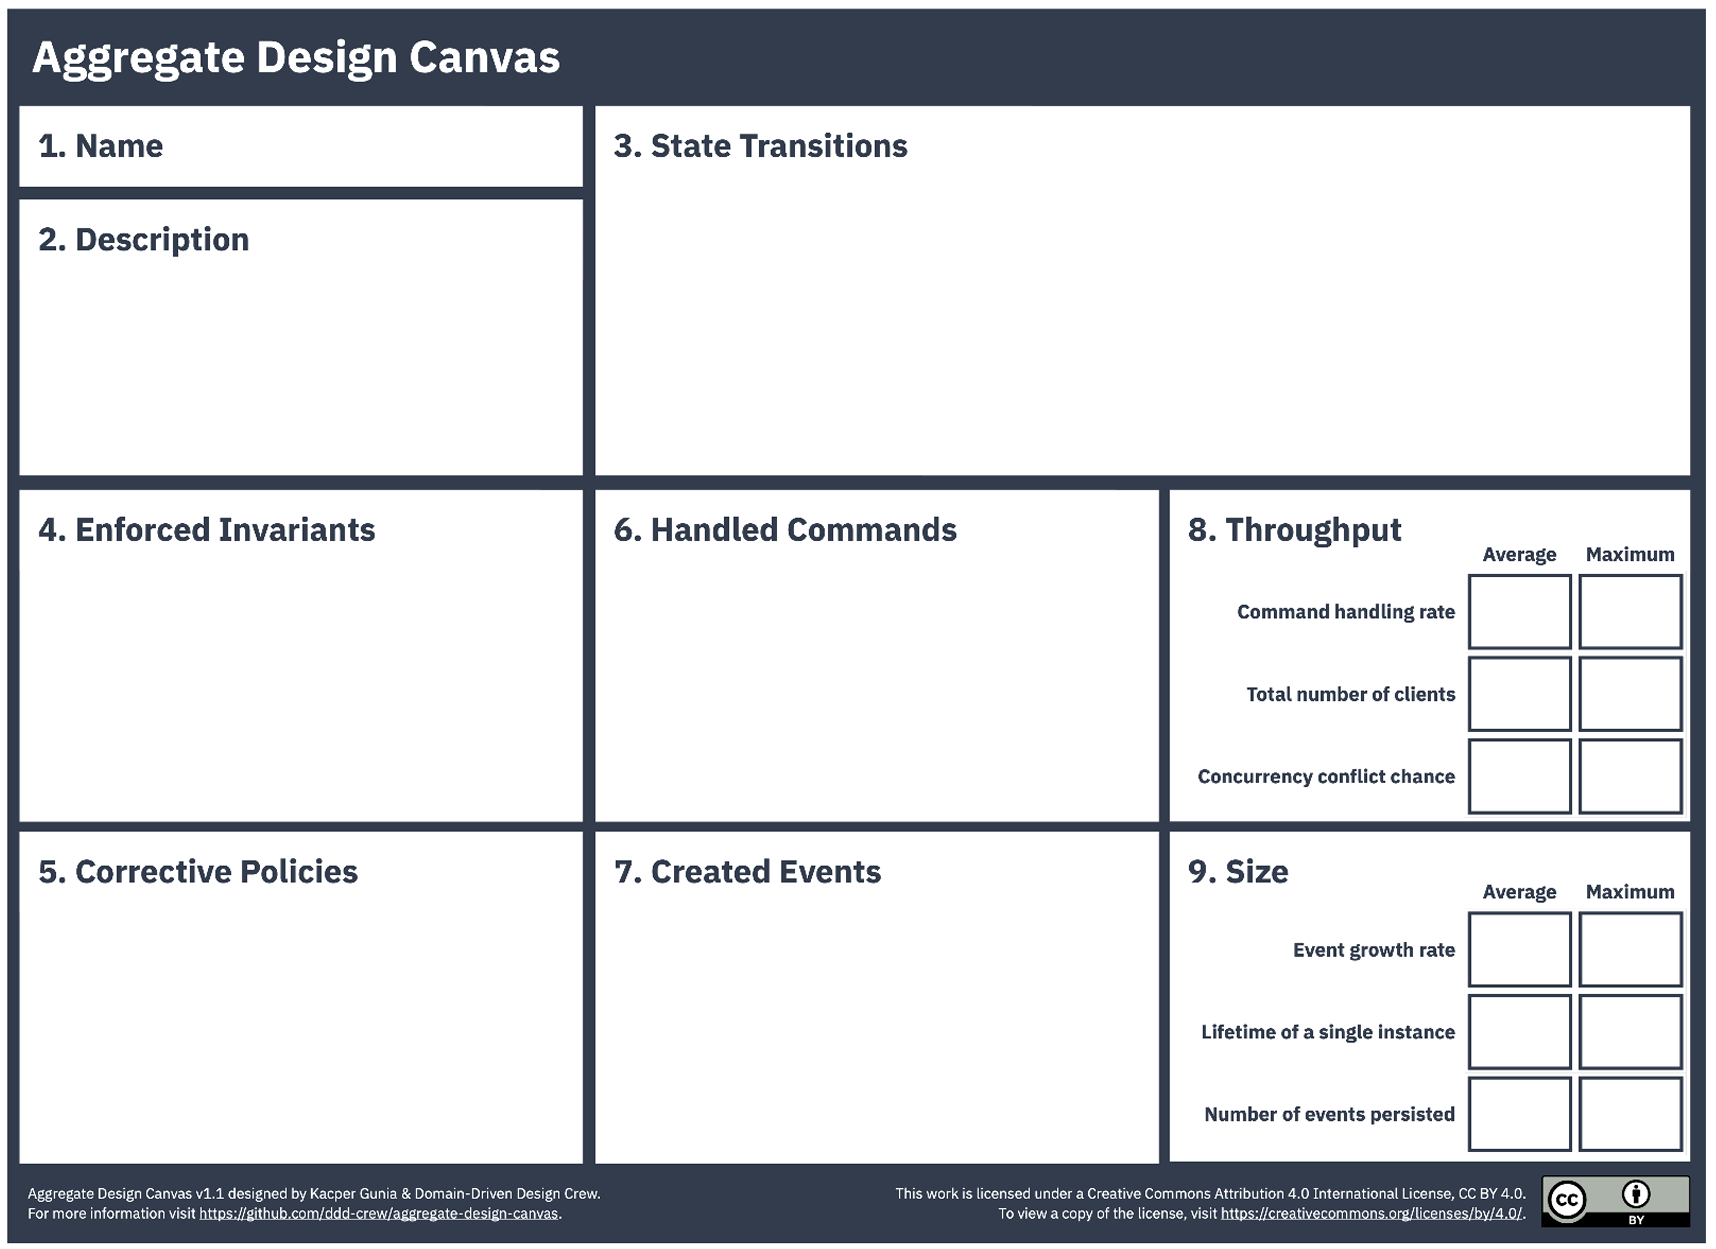 Aggregate Design Canvas
1. Name
2. Description
3. State Transitions
4. Enforced Invariants
5. Corrective Policies
6. Handled Commands
7. Created Events
8. Throughput
Average Maximum
Command handling rate
Total number of clients
Concurrency conflict chance
9. Size
Average Maximum
Event growth rate
Lifetime of a single instance
Number of events persisted
Aggregate Design Canvas v1.1 designed by Kacper Gunia & Domain-Driven Design Crew.
For more information visit https://github.com/ddd-crew/aggregate-design-canvas.
This work is licensed under a Creative Commons Attribution 4.0 International License, CC BY 4.0.
To view a copy of the license, visit https://creativecommons.org/licenses/by/4.0/.
cc
BY